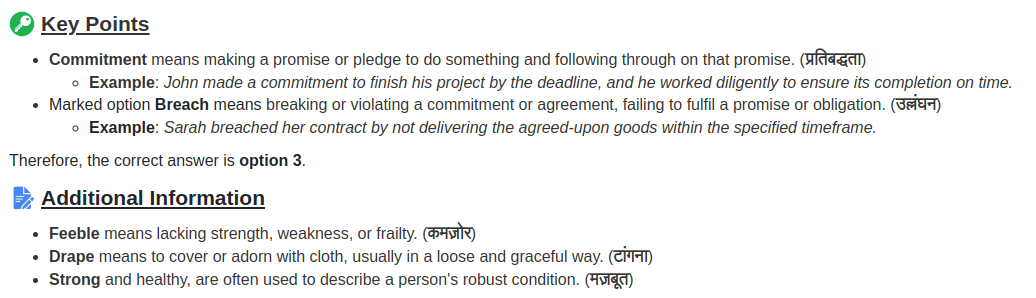 Key Points
Commitment means making a promise or pledge to do something and following through on that promise. (प्रतिबद्धता)
Example: John made a commitment to finish his project by the deadline, and he worked diligently to ensure its completion on time.
Marked option Breach means breaking or violating a commitment or agreement, failing to fulfil a promise or obligation. (उल्लंघन)
Example: Sarah breached her contract by not delivering the agreed-upon goods within the specified timeframe.
Therefore, the correct answer is option 3.
Additional Information
Feeble means lacking strength, weakness, or frailty. (कमज़ोर)
Drape means to cover or adorn with cloth, usually in a loose and graceful way. (टांगना)
Strong and healthy, are often used to describe a person's robust condition. (मज़बूत)